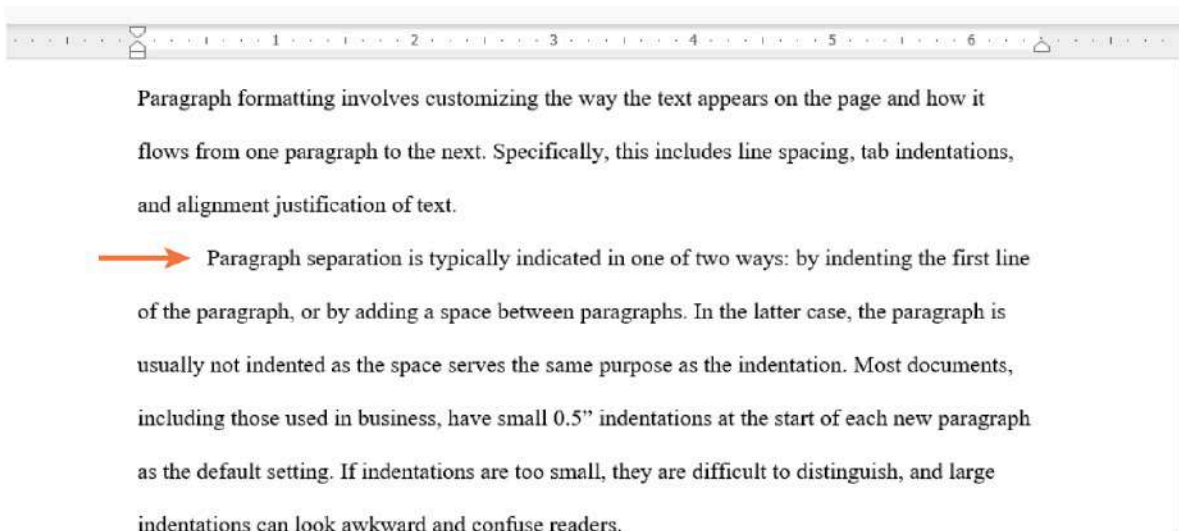 1 2 3 4 5 6
Paragraph formatting involves customizing the way the text appears on the page and how it
flows from one paragraph to the next. Specifically, this includes line spacing, tab indentations,
and alignment justification of text.
Paragraph separation is typically indicated in one of two ways: by indenting the first line
of the paragraph, or by adding a space between paragraphs. In the latter case, the paragraph is
usually not indented as the space serves the same purpose as the indentation. Most documents,
including those used in business, have small 0.5” indentations at the start of each new paragraph
as the default setting. If indentations are too small, they are difficult to distinguish, and large
indentations can look awkward and confuse readers.